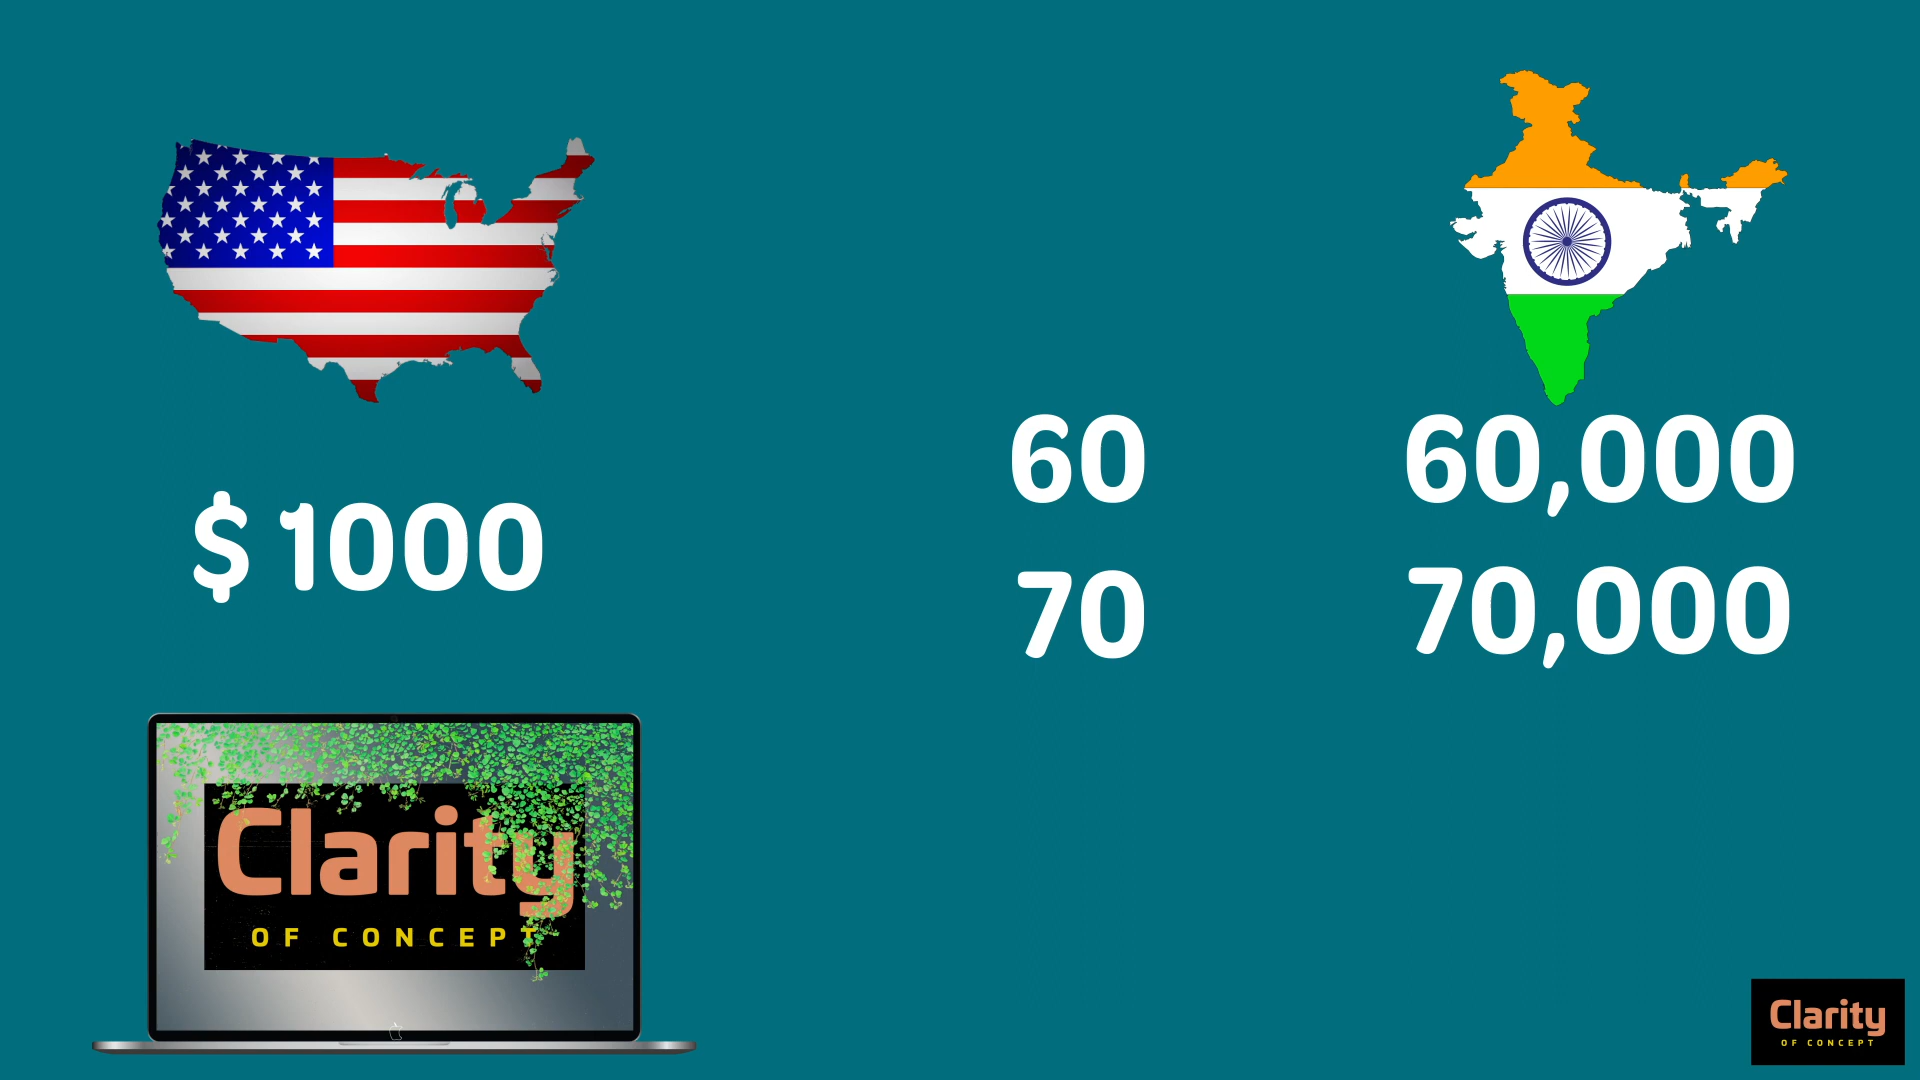 $ 1000
60
60,000
70
70,000
Clarity
OF CONCEPT
Clarity
OF CONCEPT